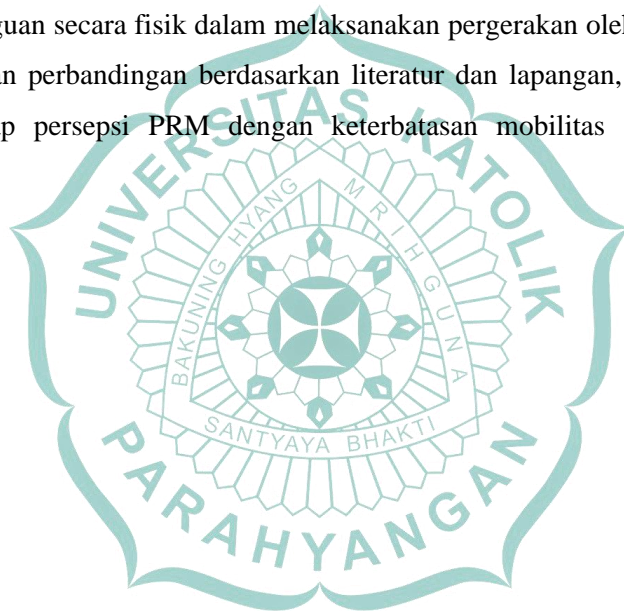 guan secara fisik dalam melaksanakan pergerakan oleh
an perbandingan berdasarkan literatur dan lapangan,
p persepsi PRM dengan keterbatasan mobilitas
UNIVERSITAS KATOLIK
BAKUNING HYANG MRIHGUNA
SANTYAYA BHAKTI
PARAHYANGAN